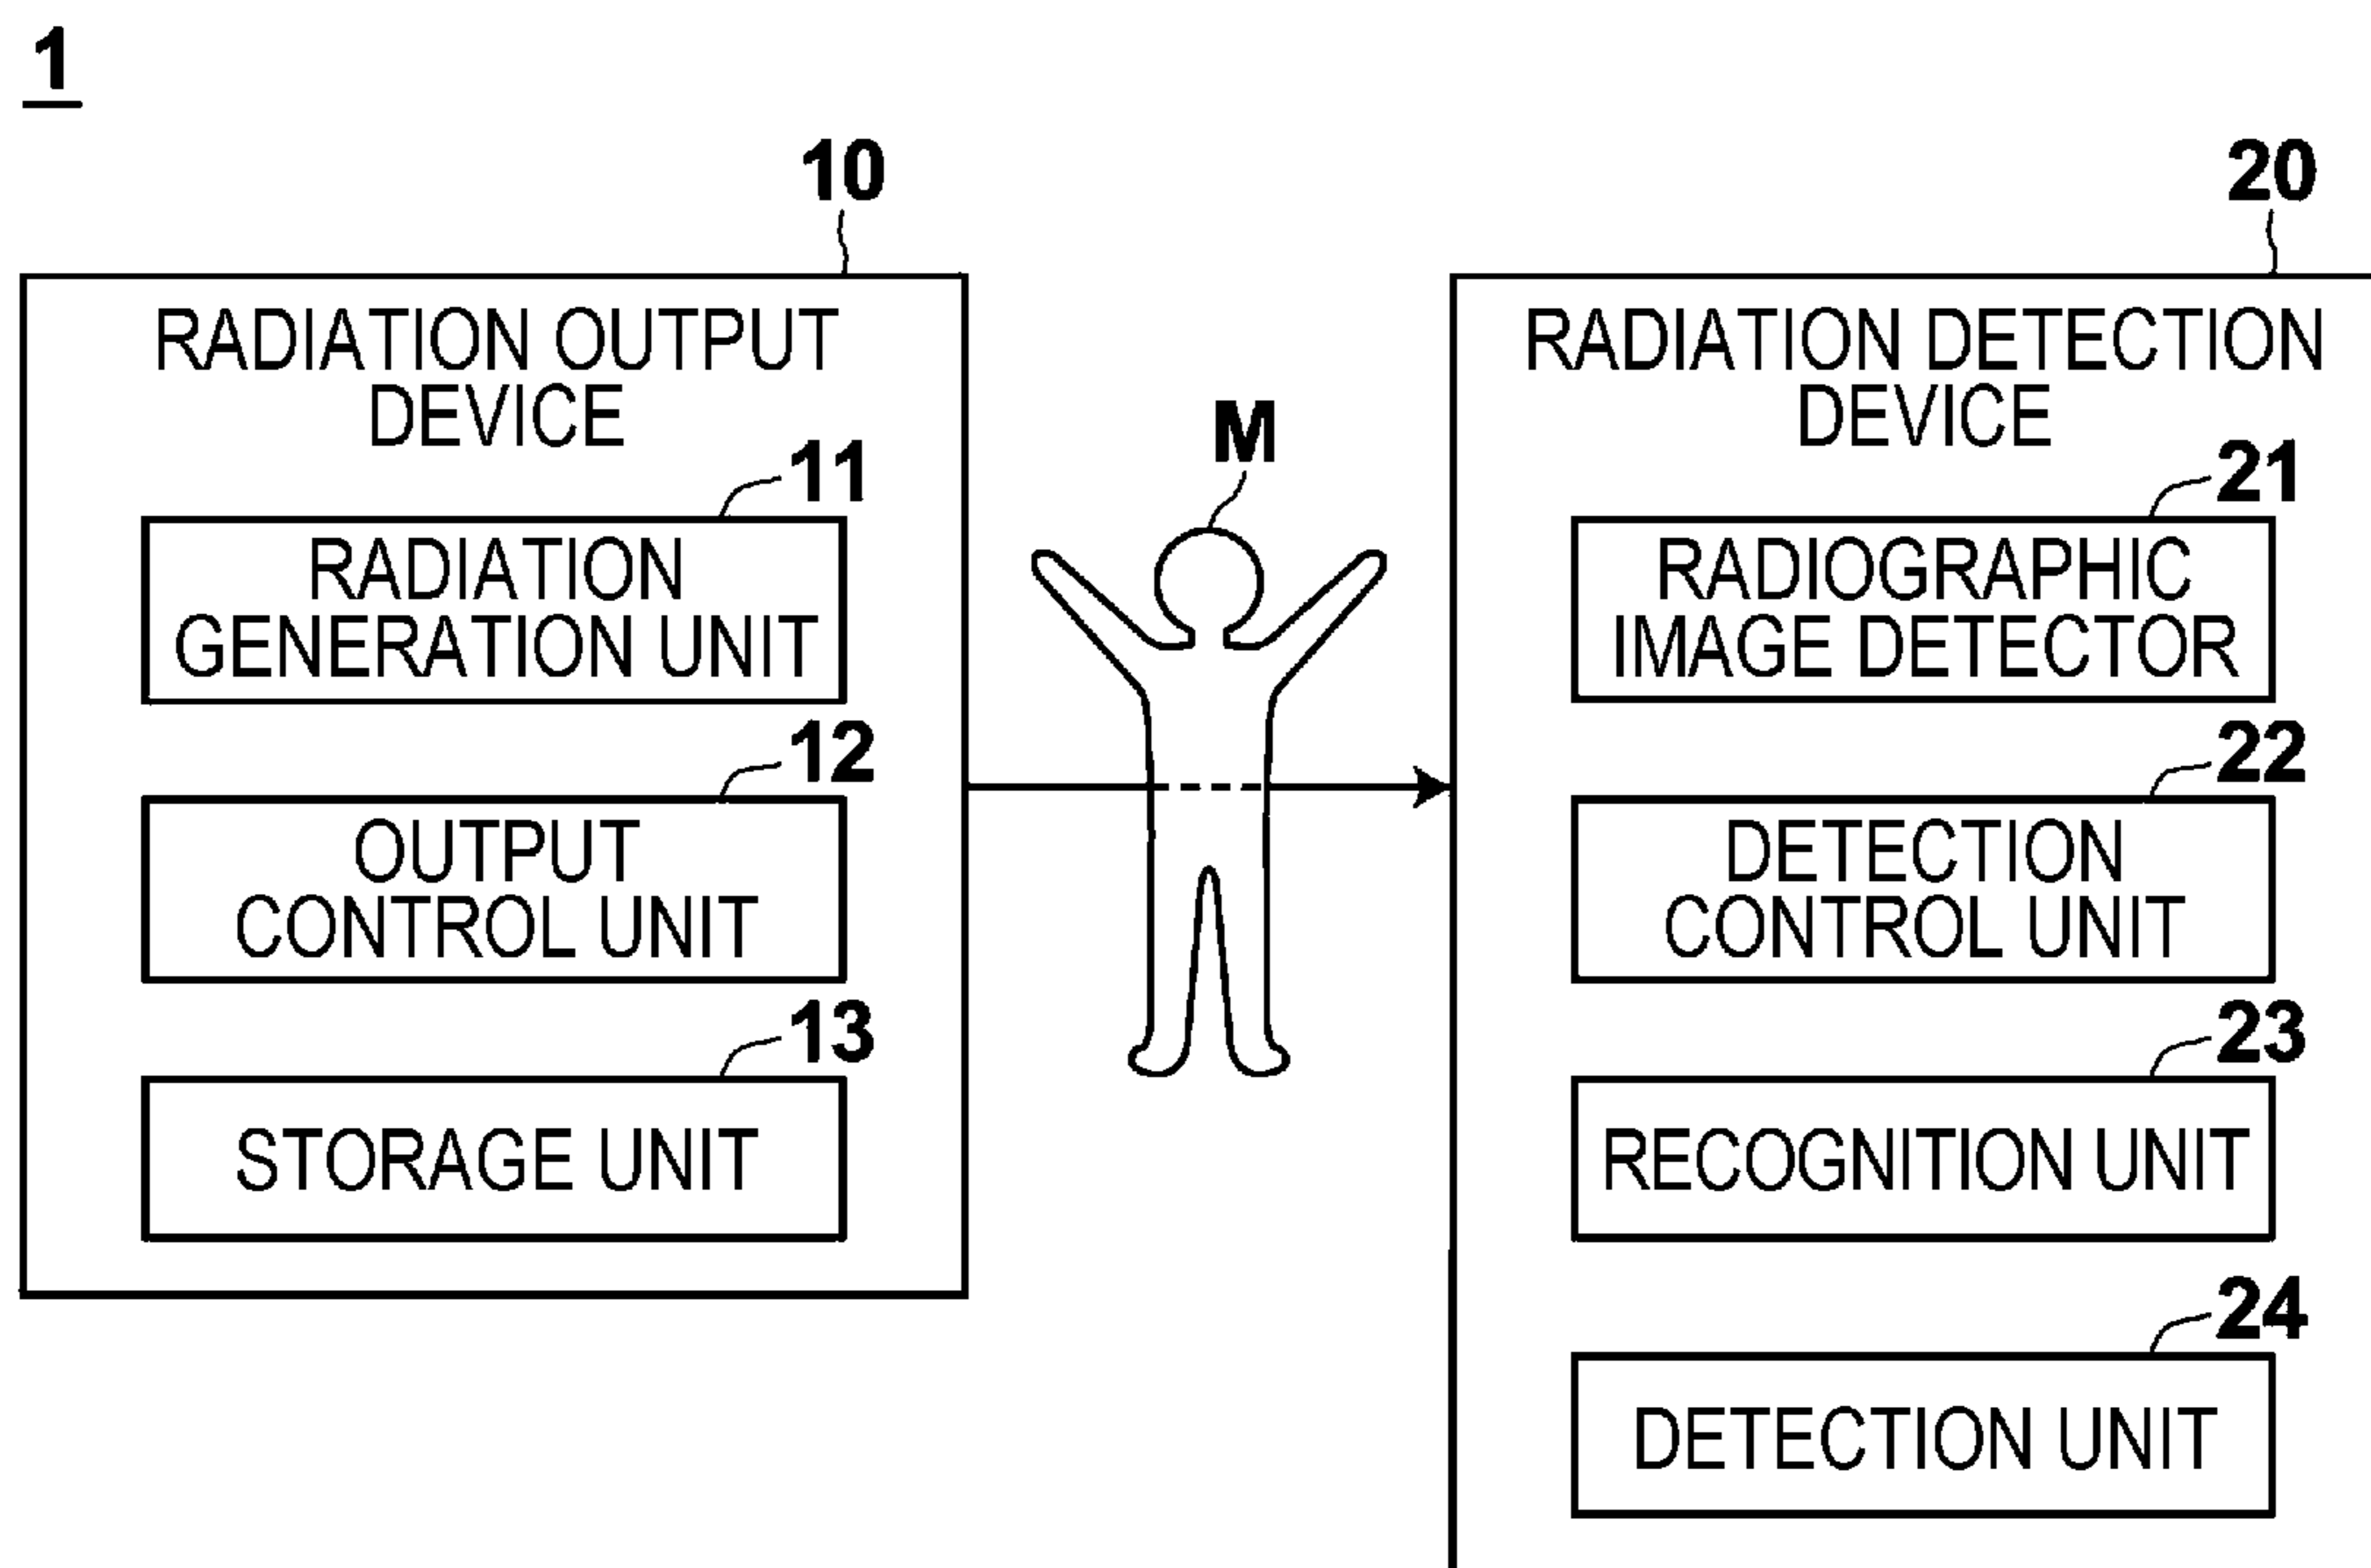 1
10
RADIATION OUTPUT
DEVICE
11
RADIATION
GENERATION UNIT
12
OUTPUT
CONTROL UNIT
13
STORAGE UNIT
M
20
RADIATION DETECTION
DEVICE
21
RADIOGRAPHIC
IMAGE DETECTOR
22
DETECTION
CONTROL UNIT
23
RECOGNITION UNIT
24
DETECTION UNIT